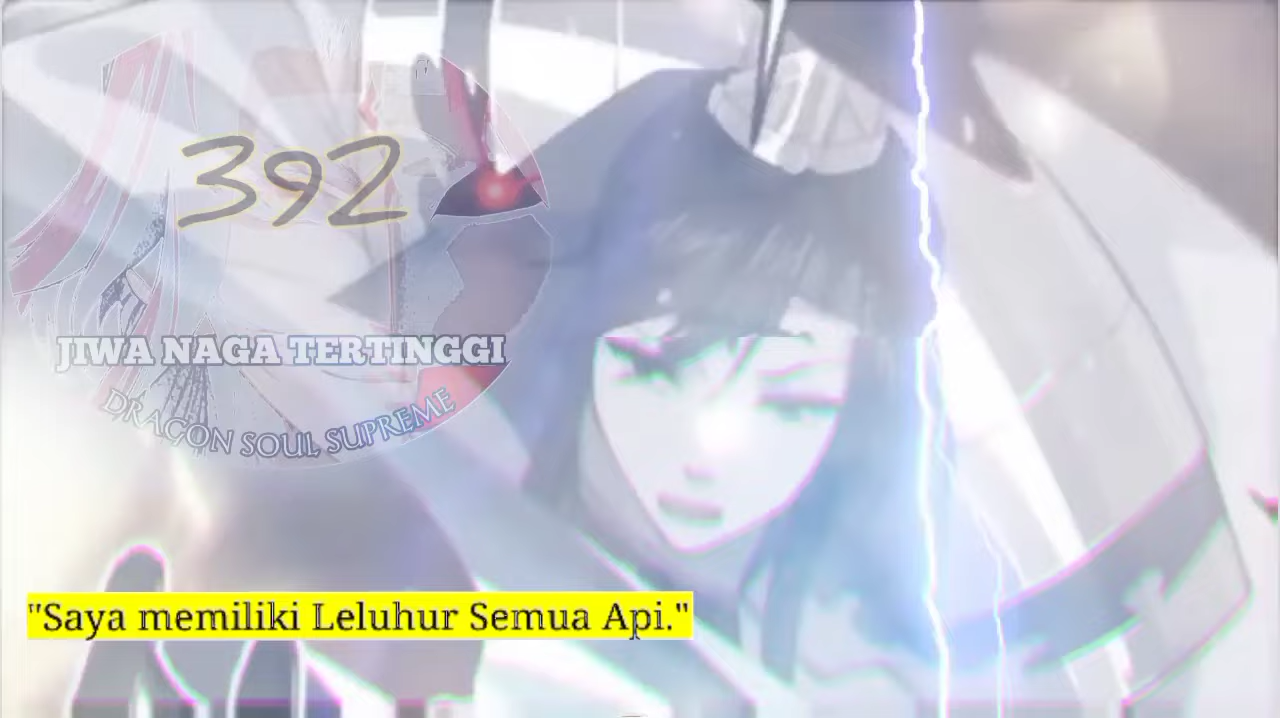 392
JIWA NAGA TERTINGGI
DRAGON SOUL SUPREME
"Saya memiliki Leluhur Semua Api."